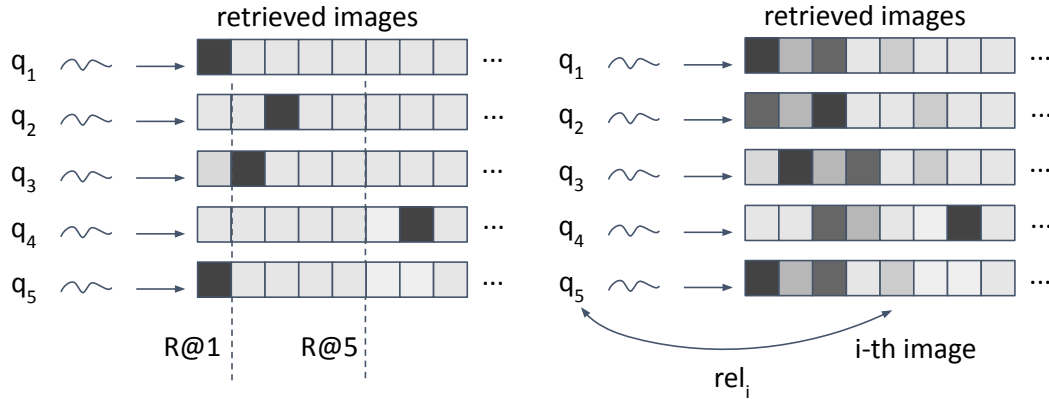 retrieved images
q1 ...
q2 ...
q3 ...
q4 ...
q5 ...
R@1 R@5
retrieved images
q1 ...
q2 ...
q3 ...
q4 ...
q5 ...
i-th image
reli